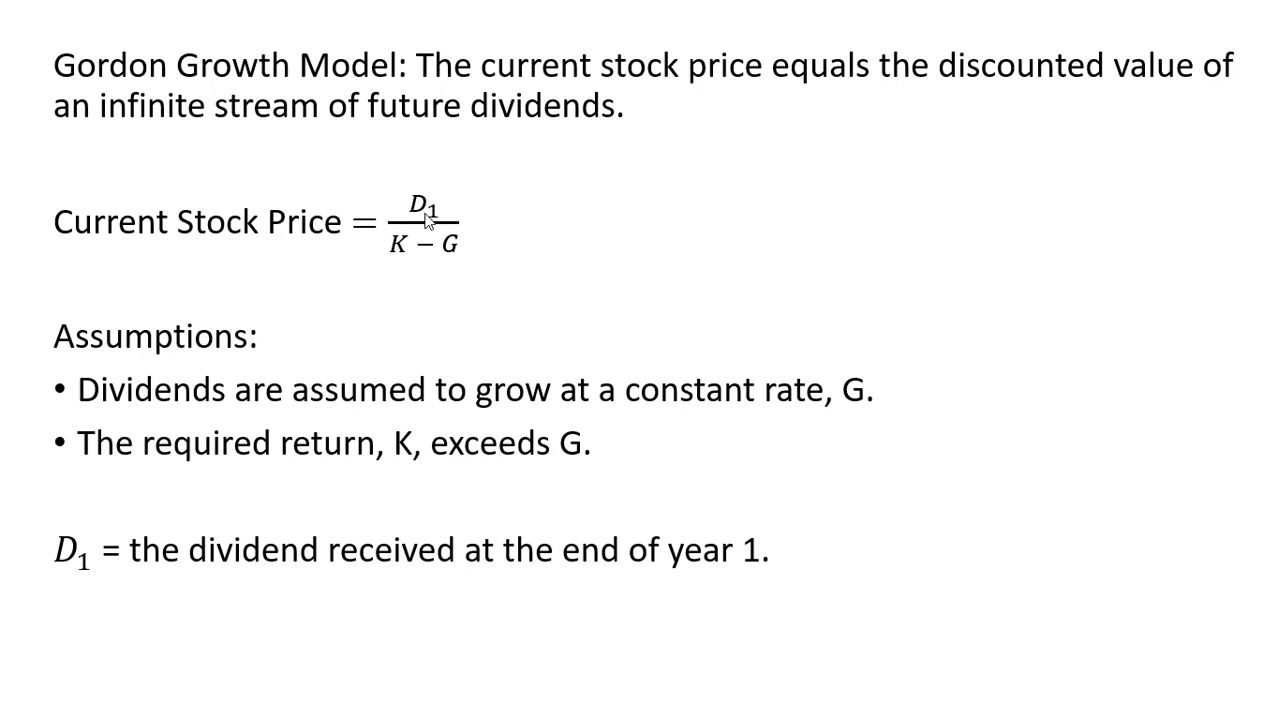 Gordon Growth Model: The current stock price equals the discounted value of
an infinite stream of future dividends.
Current Stock Price = D₁ / K − G
Assumptions:
• Dividends are assumed to grow at a constant rate, G.
• The required return, K, exceeds G.
D₁ = the dividend received at the end of year 1.